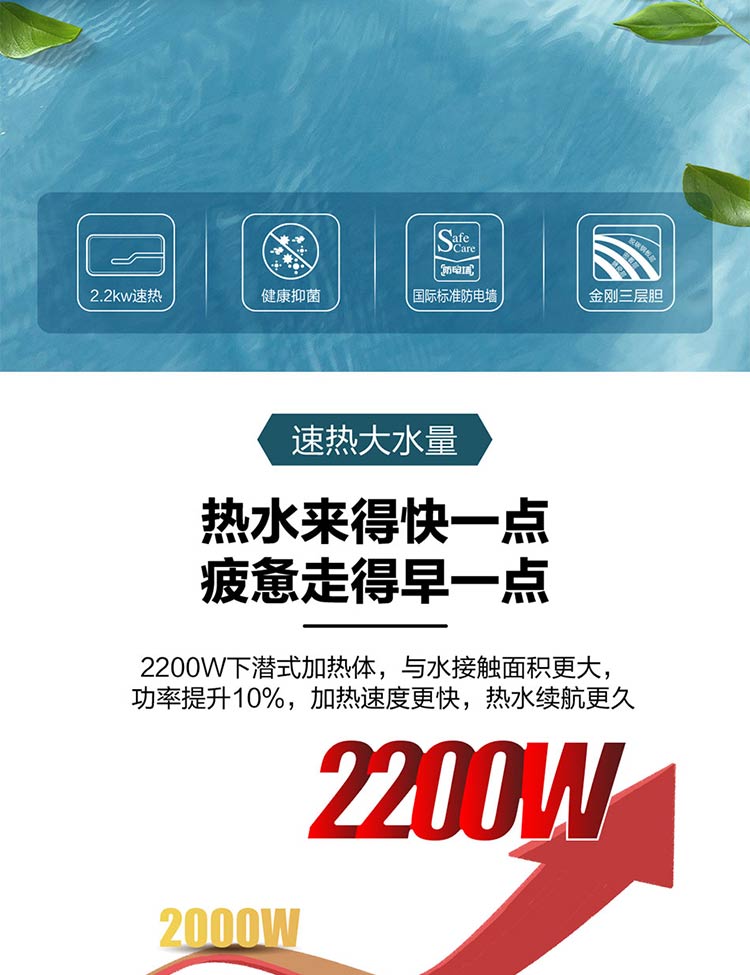 Safe
Care
防电墙
2.2kw速热
健康抑菌
国际标准防电墙
金刚三层胆
速热大水量
热水来得快一点
疲惫走得早一点
2200W下潜式加热体，与水接触面积更大，
功率提升10%，加热速度更快，热水续航更久
2200W
2000W